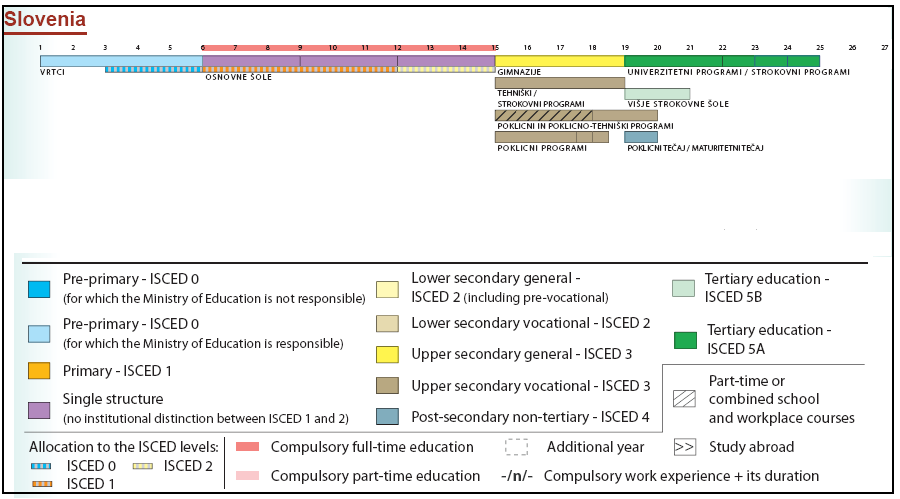 Slovenia
1 2 3 4 5 6 7 8 9 10 11 12 13 14 15 16 17 18 19 20 21 22 23 24 25 26 27
VRTCI
OSNOVNE ŠOLE
GIMNAZIJE
UNIVERZITETNI PROGRAMI / STROKOVNI PROGRAMI
TEHNIŠKI /
STROKOVNI PROGRAMI
VIŠJE STROKOVNE ŠOLE
POKLICNI IN POKLICNO-TEHNIŠKI PROGRAMI
POKLICNI PROGRAMI
POKLICNI TEČAJ / MATURITETNI TEČAJ
Pre-primary - ISCED 0
(for which the Ministry of Education is not responsible)
Pre-primary - ISCED 0
(for which the Ministry of Education is responsible)
Primary - ISCED 1
Single structure
(no institutional distinction between ISCED 1 and 2)
Lower secondary general -
ISCED 2 (including pre-vocational)
Lower secondary vocational - ISCED 2
Upper secondary general - ISCED 3
Upper secondary vocational - ISCED 3
Post-secondary non-tertiary - ISCED 4
Tertiary education -
ISCED 5B
Tertiary education -
ISCED 5A
Part-time or
combined school
and workplace courses
Allocation to the ISCED levels:
ISCED 0
ISCED 2
ISCED 1
Compulsory full-time education
Compulsory part-time education
Additional year
-/n/- Compulsory work experience + its duration
>> Study abroad